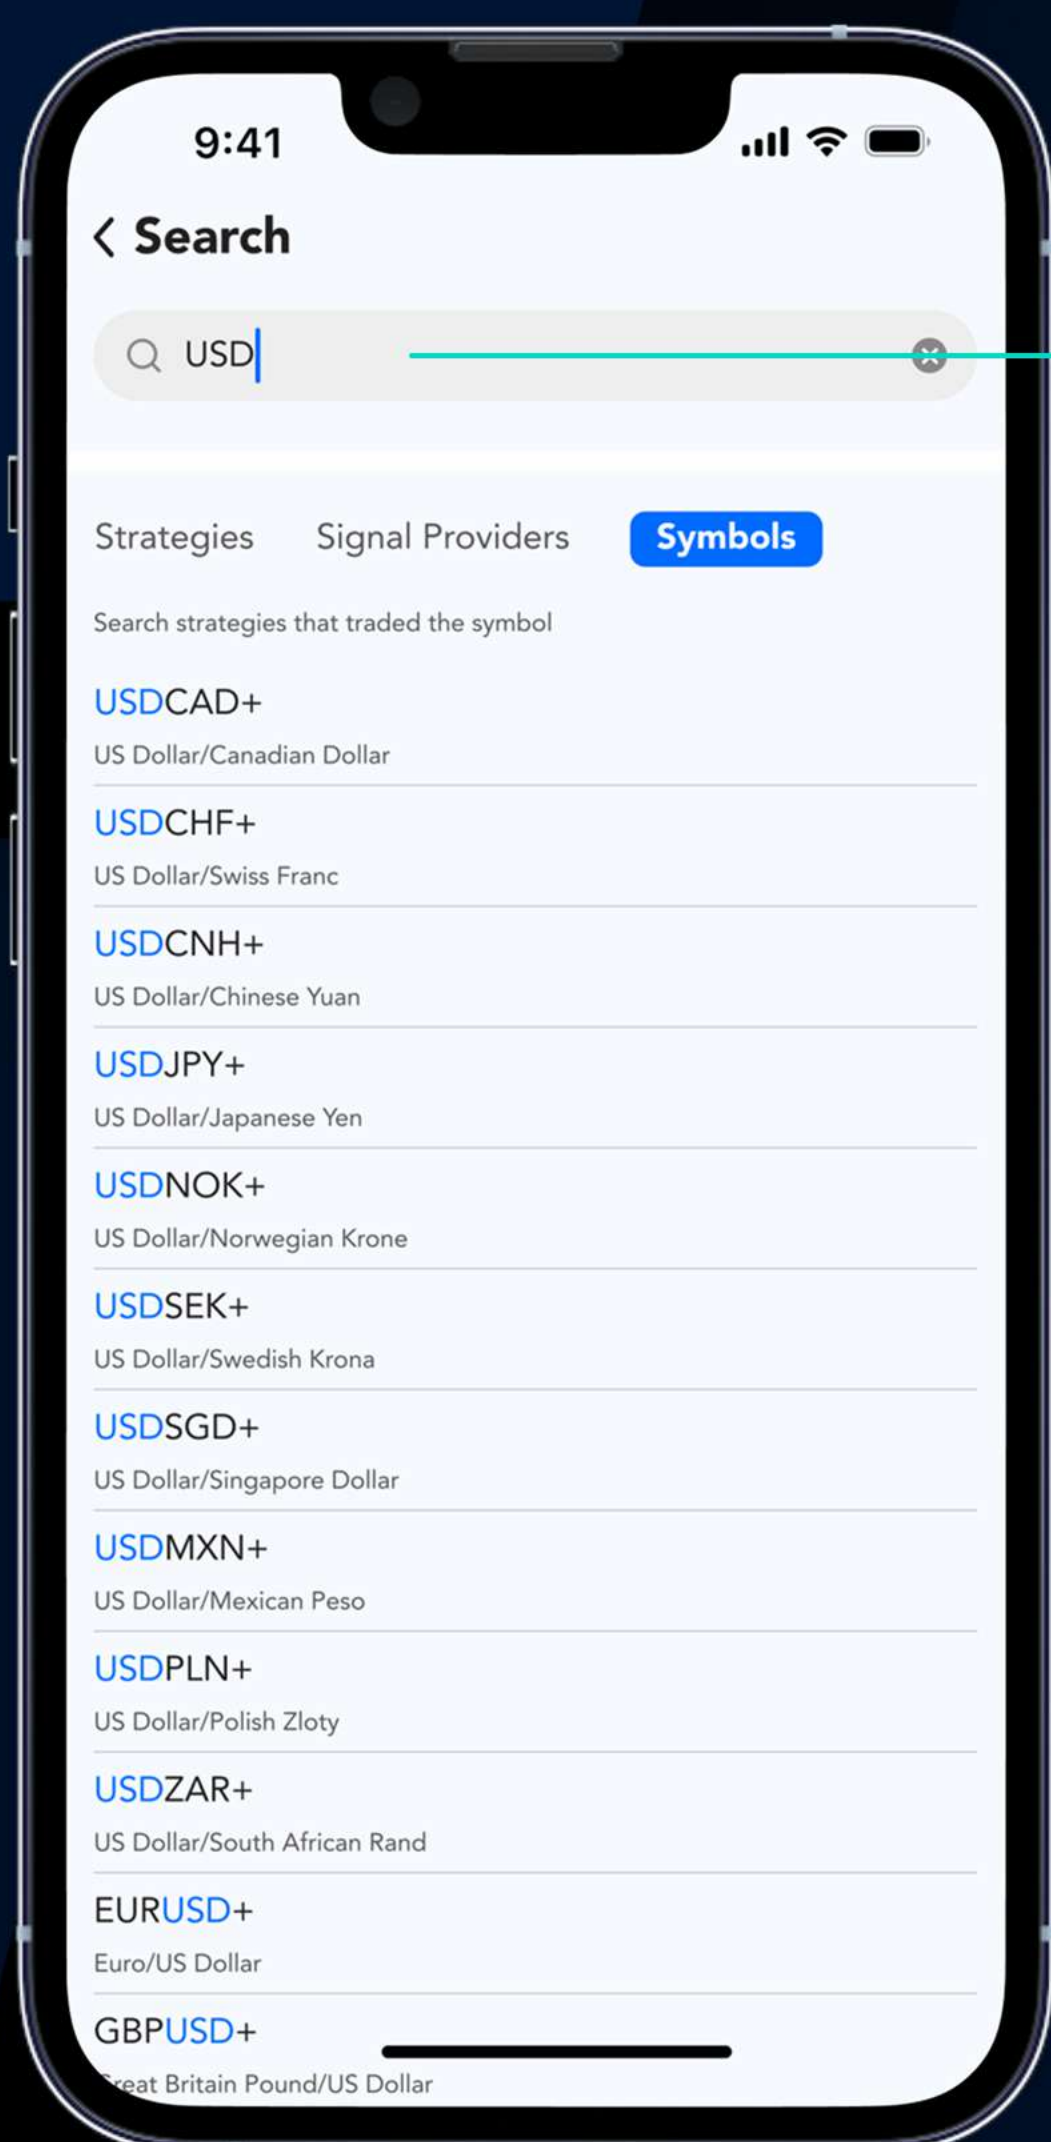 9:41
Search
USD
Strategies Signal Providers Symbols
Search strategies that traded the symbol
USDCAD+
US Dollar/Canadian Dollar
USDCHF+
US Dollar/Swiss Franc
USDCNH+
US Dollar/Chinese Yuan
USDJPY+
US Dollar/Japanese Yen
USDNOK+
US Dollar/Norwegian Krone
USDSEK+
US Dollar/Swedish Krona
USDSGD+
US Dollar/Singapore Dollar
USDMXN+
US Dollar/Mexican Peso
USDPLN+
US Dollar/Polish Zloty
USDZAR+
US Dollar/South African Rand
EURUSD+
Euro/US Dollar
GBPUSD+
Great Britain Pound/US Dollar